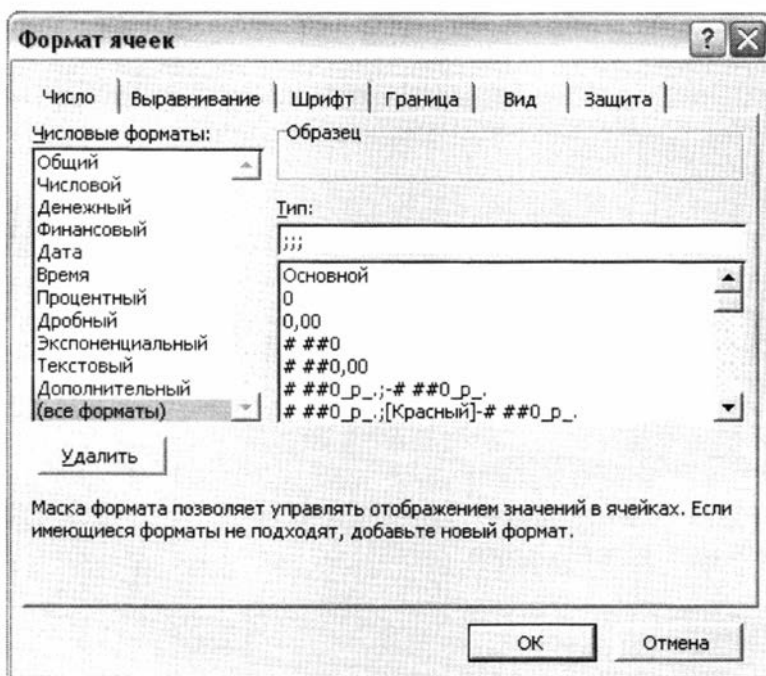 Формат ячеек
Число Выравнивание Шрифт Граница Вид Защита
Числовые форматы:
Общий
Числовой
Денежный
Финансовый
Дата
Время
Процентный
Дробный
Экспоненциальный
Текстовый
Дополнительный
(все форматы)
Образец
Тип:
;;;
Основной
0
0,00
# ##0
# ##0,00
# ##0_р_.;-# ##0_р_.
# ##0_р_.;[Красный]-# ##0_р_.
Удалить
Маска формата позволяет управлять отображением значений в ячейках. Если
имеющиеся форматы не подходят, добавьте новый формат.
ОК Отмена